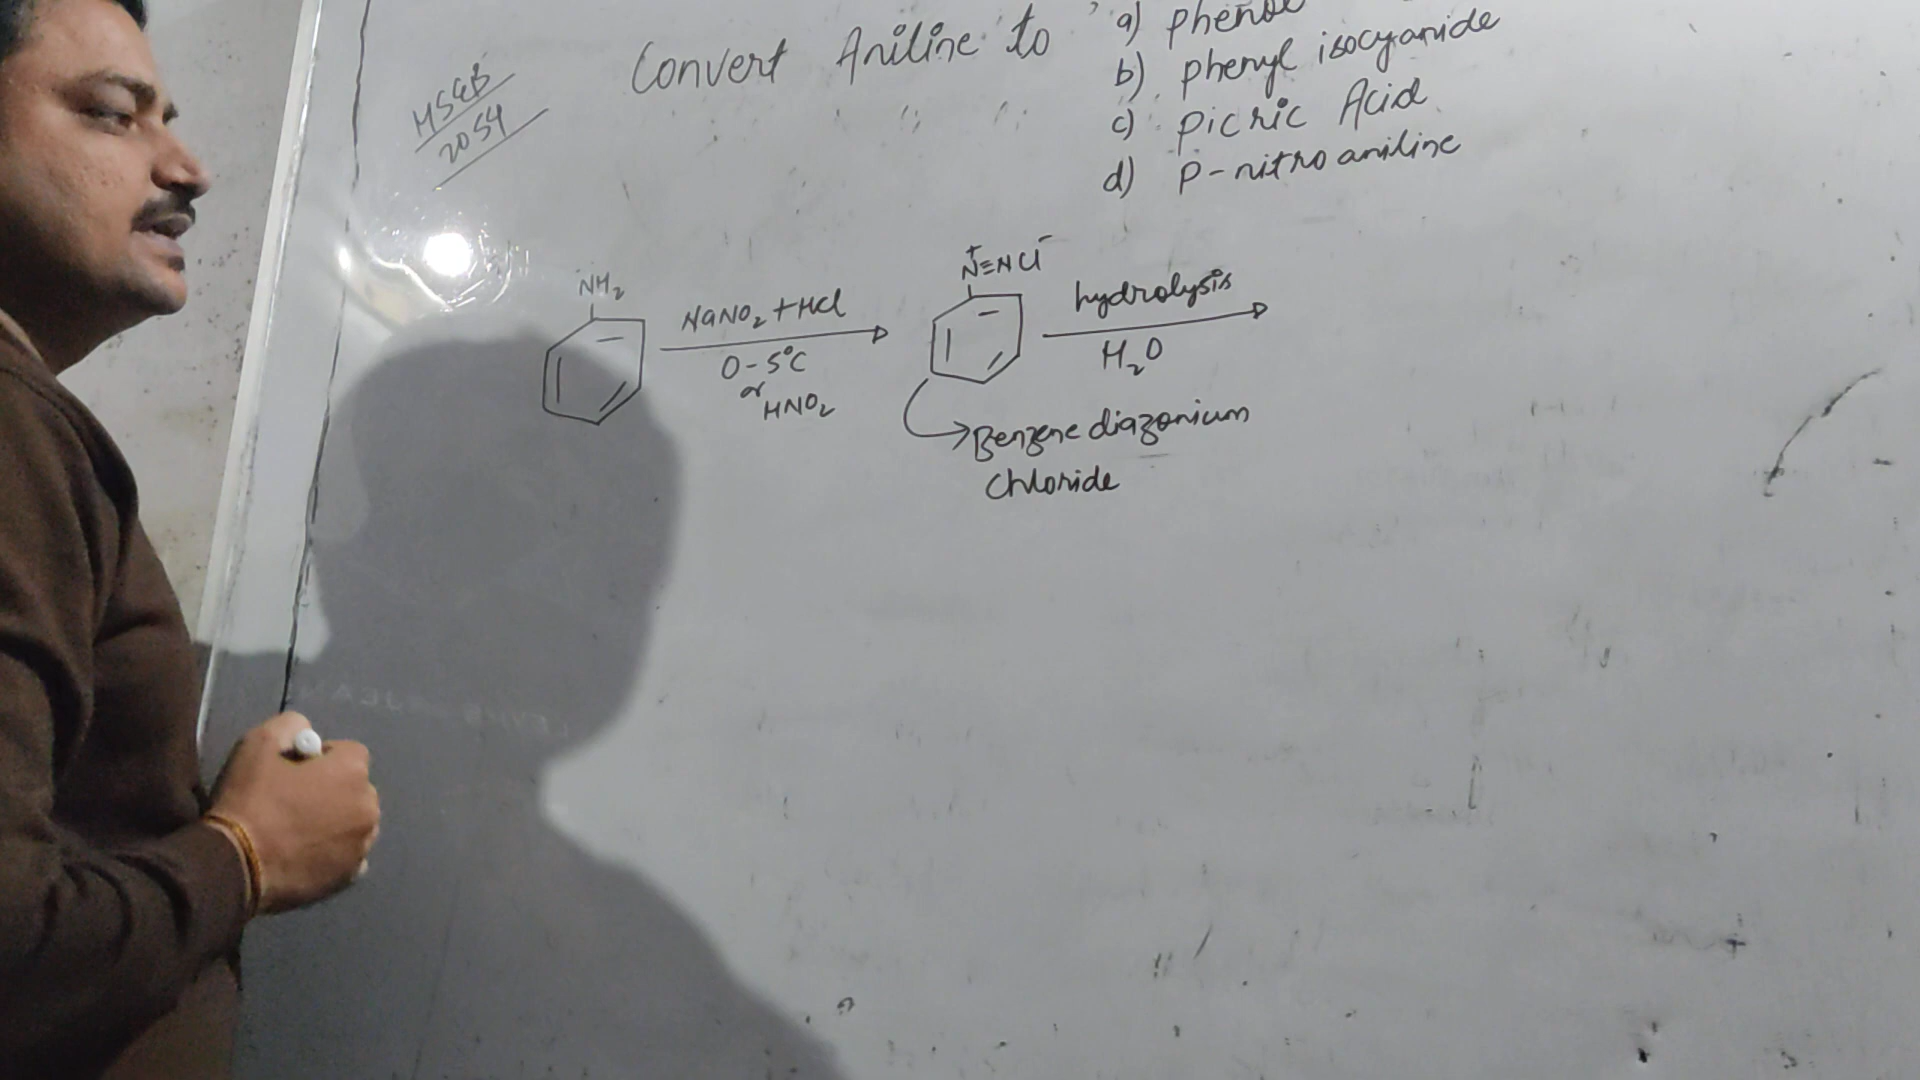 Convert Aniline to a) phenol
b) phenyl isocyanide
c) picric Acid
d) p-nitro aniline
MS&B
2054
NH2
NaNO2 + HCl
0-5°C
or
HNO2
N+≡NCl-
hydrolysis
H2O
Benzene diazonium
Chloride